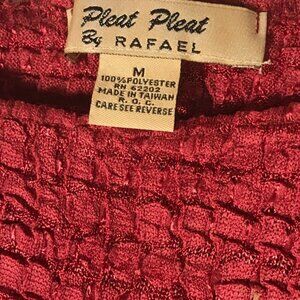 Pleat Pleat
By RAFAEL
M
100% POLYESTER
RN 62202
MADE IN TAIWAN
R. O. C.
CARE SEE REVERSE